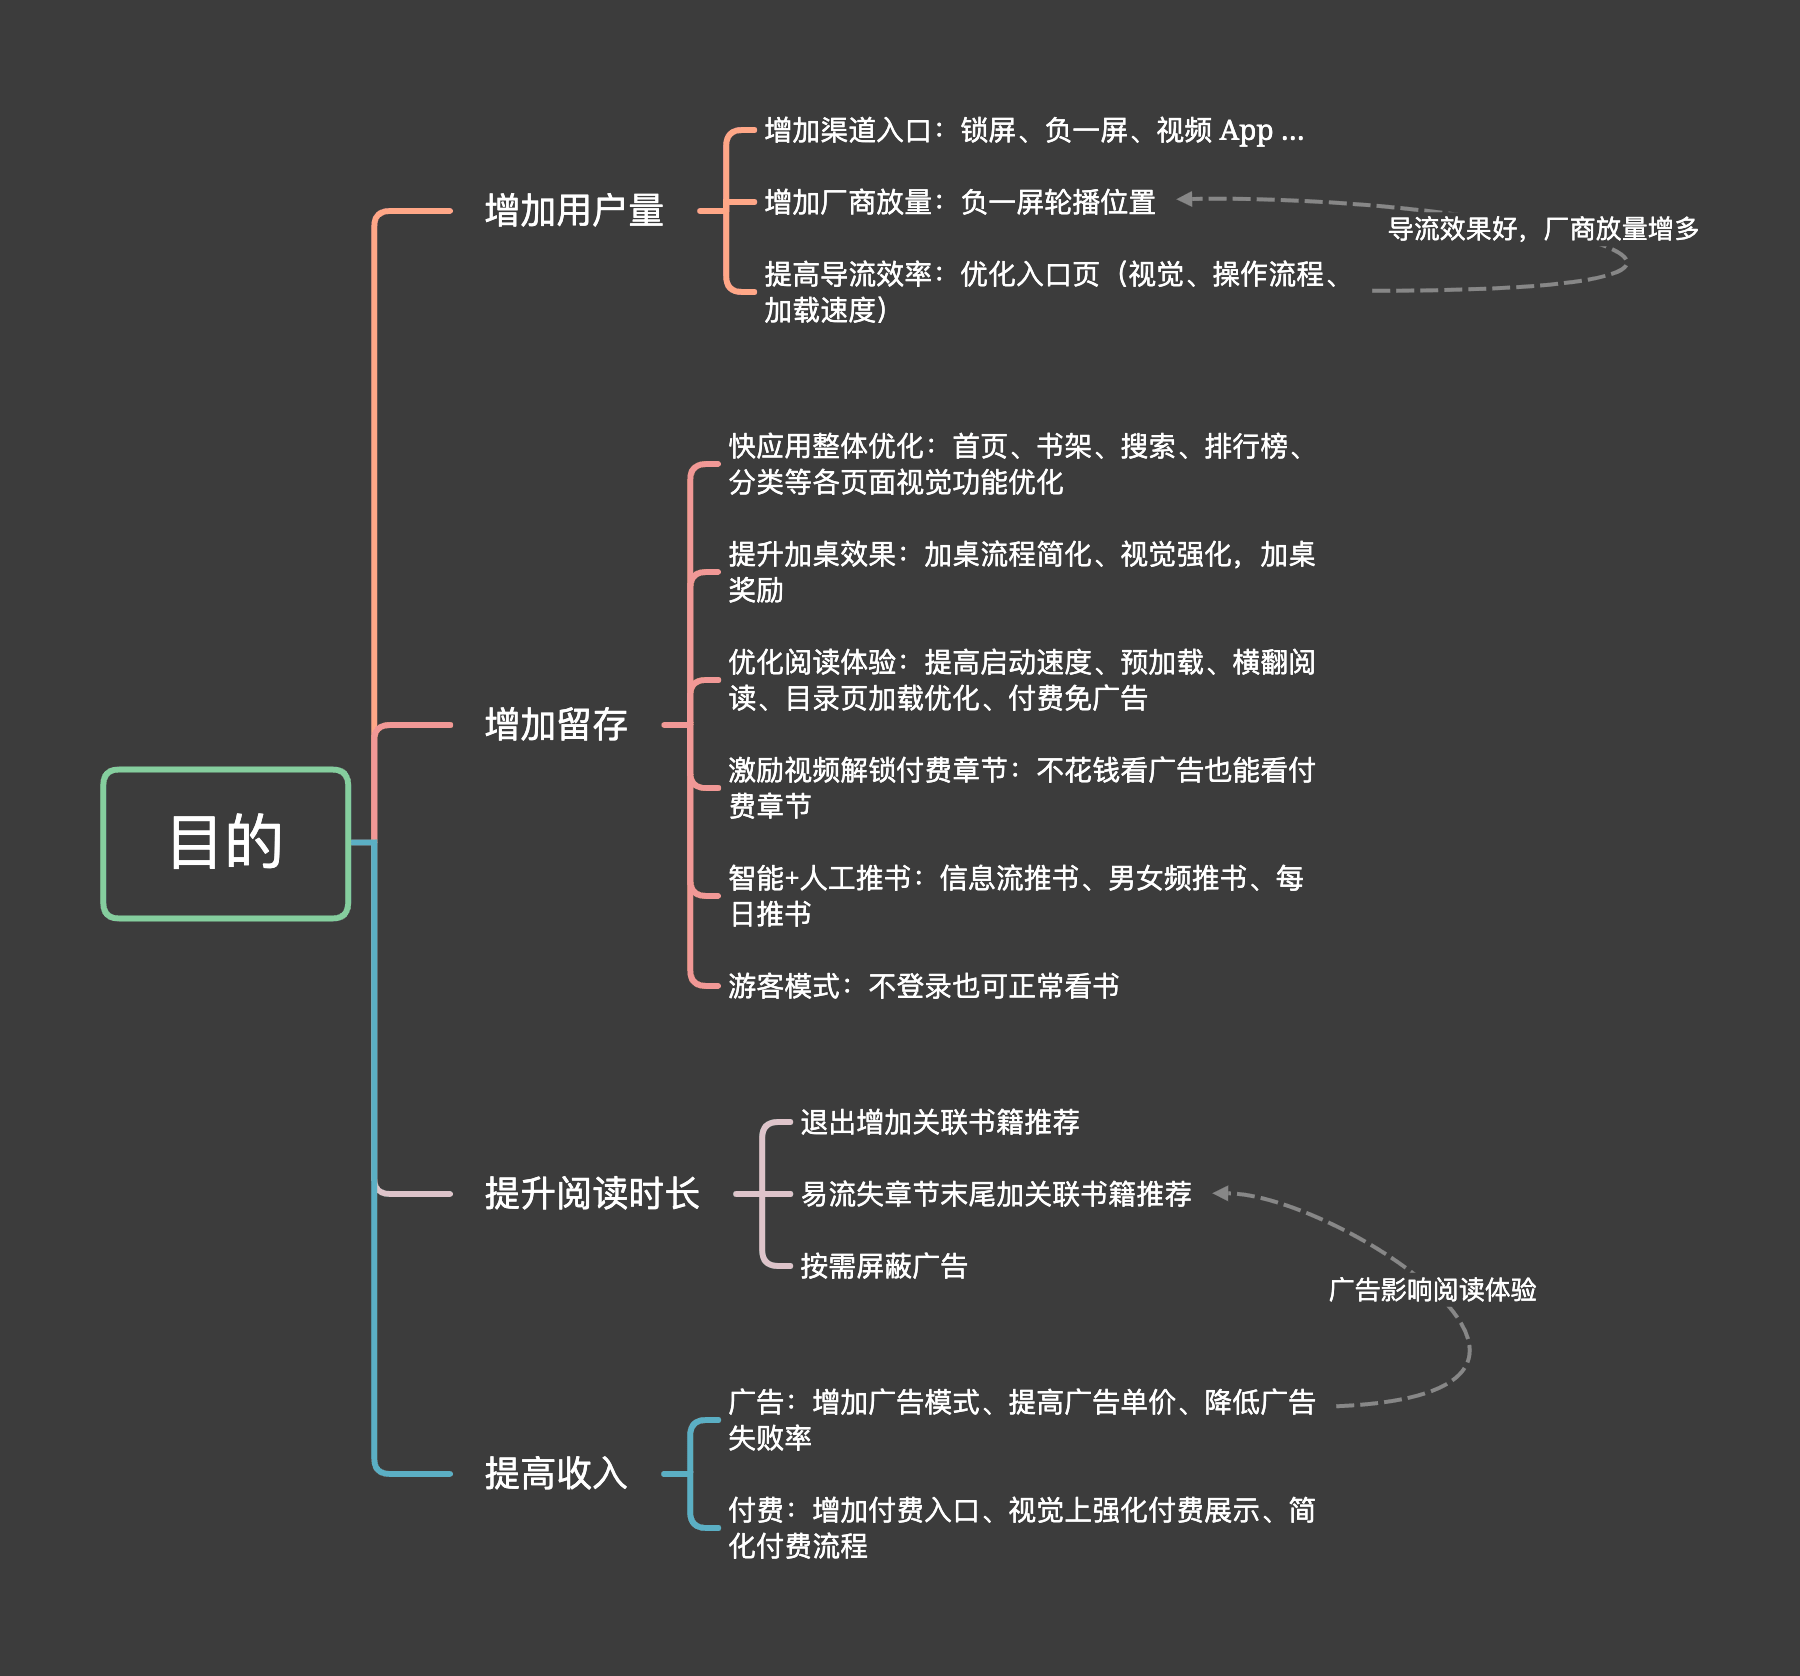 目的
增加用户量
增加渠道入口：锁屏、负一屏、视频 App ...
增加厂商放量：负一屏轮播位置
导流效果好，厂商放量增多
提高导流效率：优化入口页（视觉、操作流程、
加载速度）
增加留存
快应用整体优化：首页、书架、搜索、排行榜、
分类等各页面视觉功能优化
提升加桌效果：加桌流程简化、视觉强化，加桌
奖励
优化阅读体验：提高启动速度、预加载、横翻阅
读、目录页加载优化、付费免广告
激励视频解锁付费章节：不花钱看广告也能看付
费章节
智能+人工推书：信息流推书、男女频推书、每
日推书
游客模式：不登录也可正常看书
提升阅读时长
退出增加关联书籍推荐
易流失章节末尾加关联书籍推荐
按需屏蔽广告
广告影响阅读体验
提高收入
广告：增加广告模式、提高广告单价、降低广告
失败率
付费：增加付费入口、视觉上强化付费展示、简
化付费流程